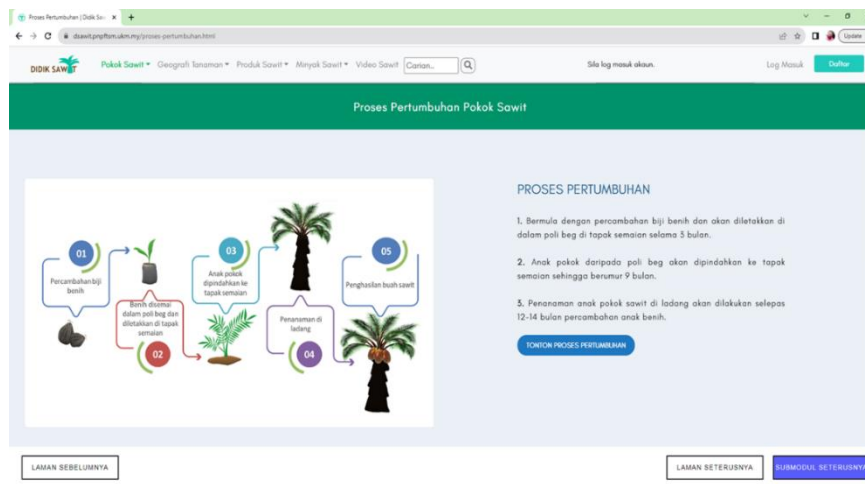 Proses Pertumbuhan | Didik Sa
dsawit.pnpftsm.ukm.my/proses-pertumbuhan.html
Update
DIDIK SAWIT
Pokok Sawit Geografi Tanaman Produk Sawit Minyak Sawit Video Sawit Carian... Sila log masuk akaun. Log Masuk Daftar
Proses Pertumbuhan Pokok Sawit
01
Percambahan biji
benih
Benih disemai
dalam poli beg dan
diletakkan di tapak
semaian
02
03
Anak pokok
dipindahkan ke
tapak semaian
Penanaman di
ladang
04
05
Penghasilan buah sawit
PROSES PERTUMBUHAN
1. Bermula dengan percambahan biji benih dan akan diletakkan di
dalam poli beg di tapak semaian selama 3 bulan.
2. Anak pokok daripada poli beg akan dipindahkan ke tapak
semaian sehingga berumur 9 bulan.
3. Penanaman anak pokok sawit di ladang akan dilakukan selepas
12-14 bulan percambahan anak benih.
TONTON PROSES PERTUMBUHAN
LAMAN SEBELUMNYA
LAMAN SETERUSNYA
SUBMODUL SETERUSNYA